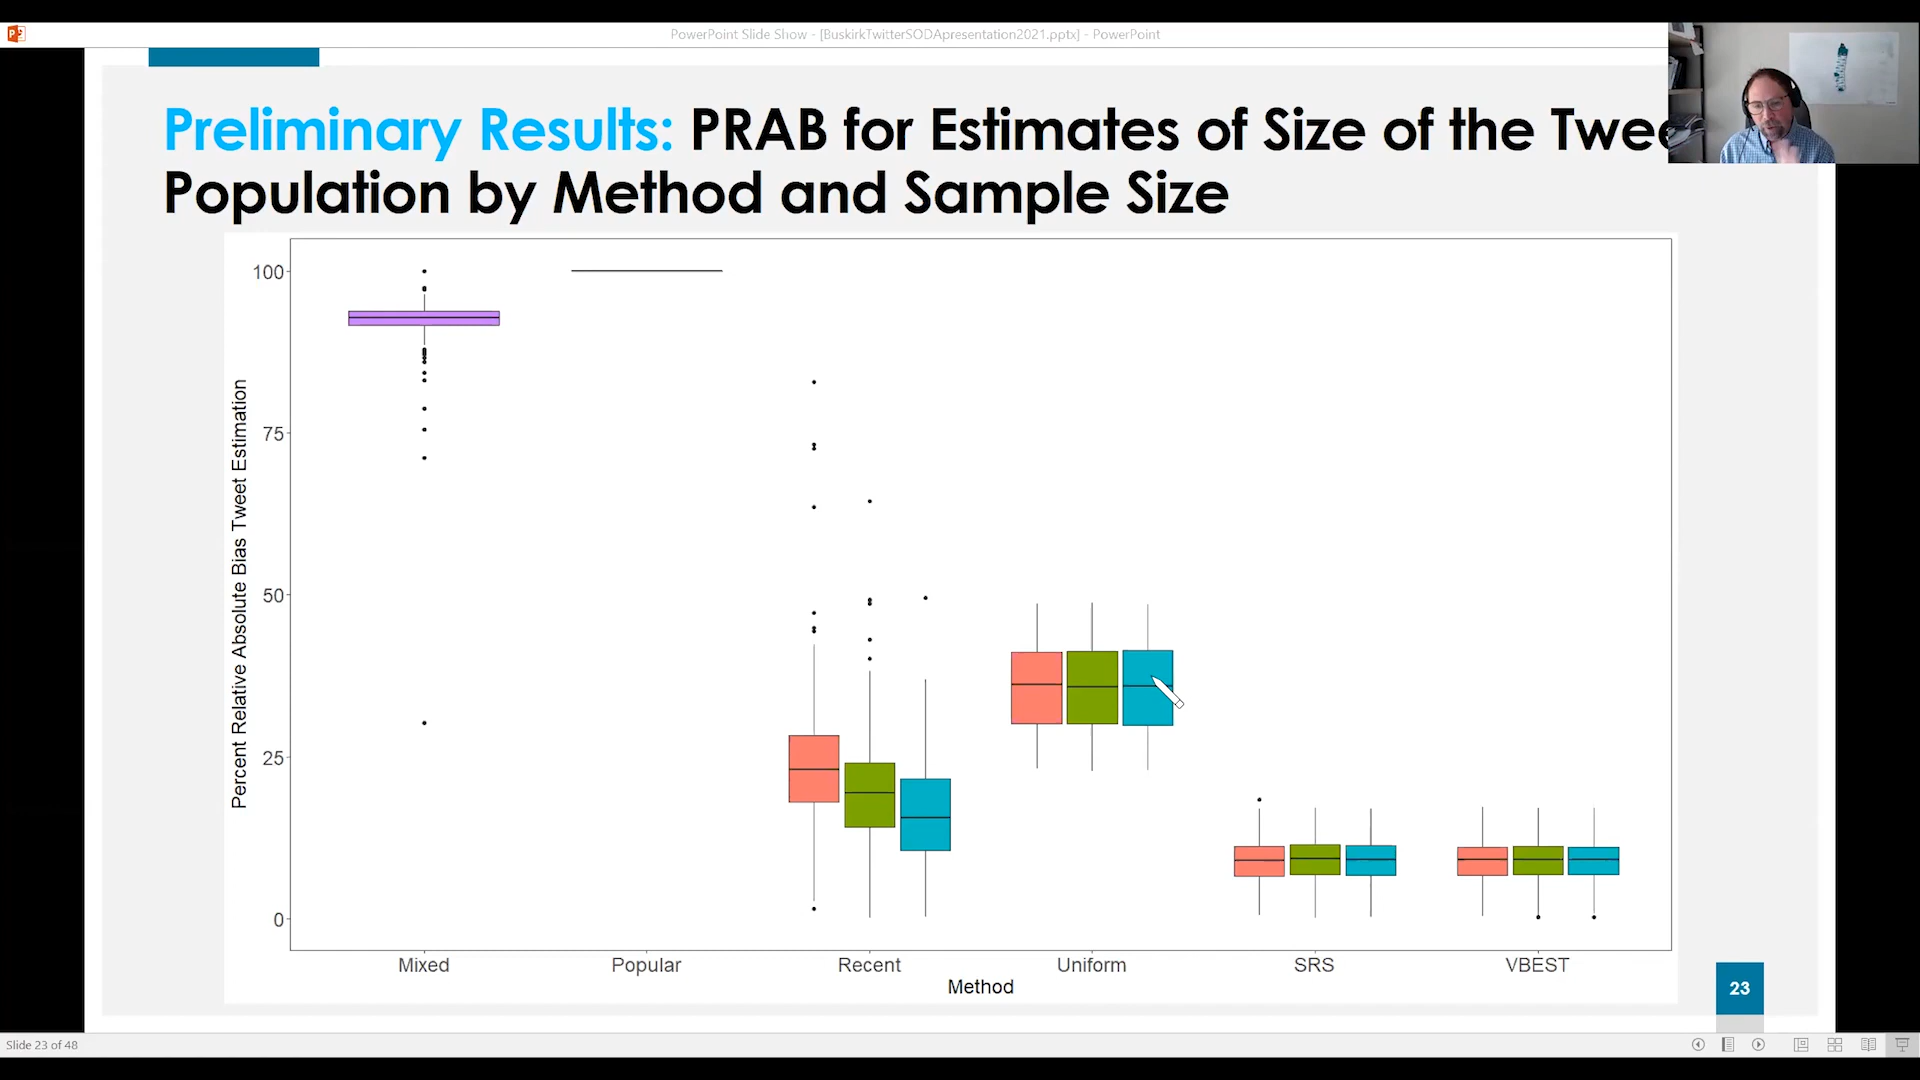 PowerPoint Slide Show - [BuskirkTwitterSODApresentation2021.pptx] - PowerPoint
Preliminary Results: PRAB for Estimates of Size of the Twee
Population by Method and Sample Size
Percent Relative Absolute Bias Tweet Estimation
100
75
50
25
0
Mixed Popular Recent Uniform SRS VBEST
Method
23
Slide 23 of 48